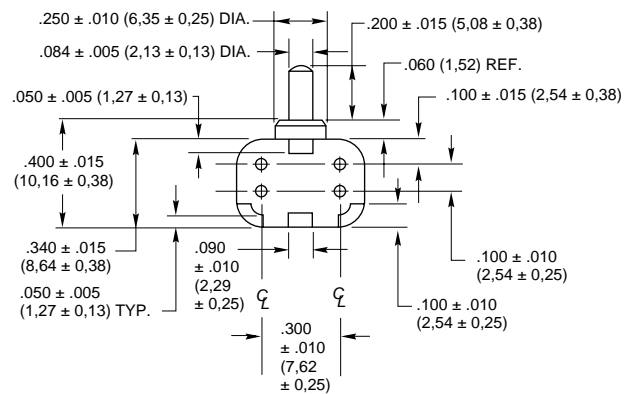 .250 ± .010 (6,35 ± 0,25) DIA.
.200 ± .015 (5,08 ± 0,38)
.084 ± .005 (2,13 ± 0,13) DIA.
.060 (1,52) REF.
.050 ± .005 (1,27 ± 0,13)
.100 ± .015 (2,54 ± 0,38)
.400 ± .015
(10,16 ± 0,38)
.340 ± .015
(8,64 ± 0,38)
.050 ± .005
(1,27 ± 0,13) TYP.
.090
± .010
(2,29
± 0,25)
℄
℄
.300
± .010
(7,62
± 0,25)
.100 ± .010
(2,54 ± 0,25)
.100 ± .010
(2,54 ± 0,25)